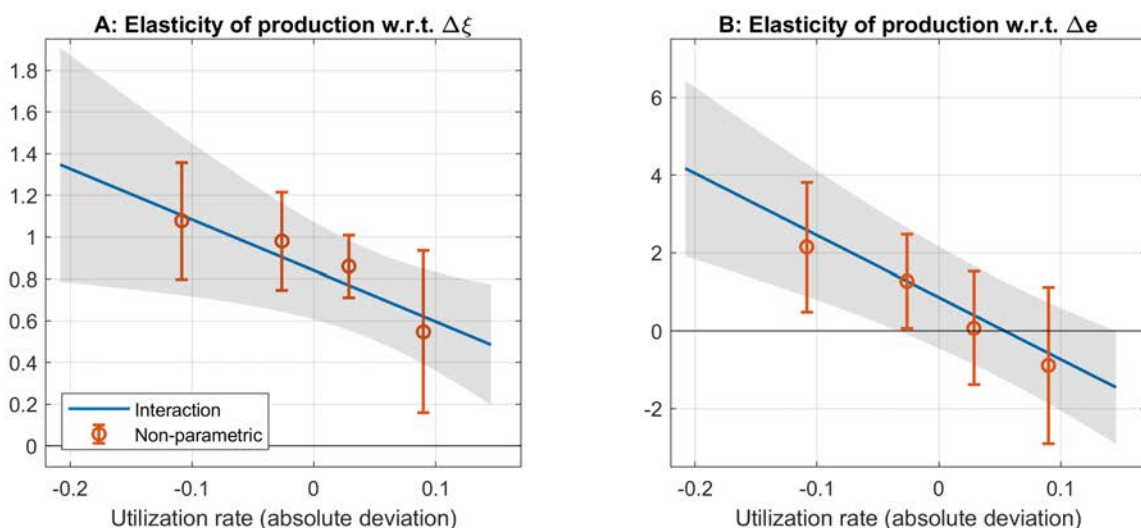 A: Elasticity of production w.r.t. Δξ
1.8
1.6
1.4
1.2
1
0.8
0.6
0.4
0.2
0
Interaction
Non-parametric
-0.2 -0.1 0 0.1
Utilization rate (absolute deviation)
B: Elasticity of production w.r.t. Δe
6
4
2
0
-2
-0.2 -0.1 0 0.1
Utilization rate (absolute deviation)